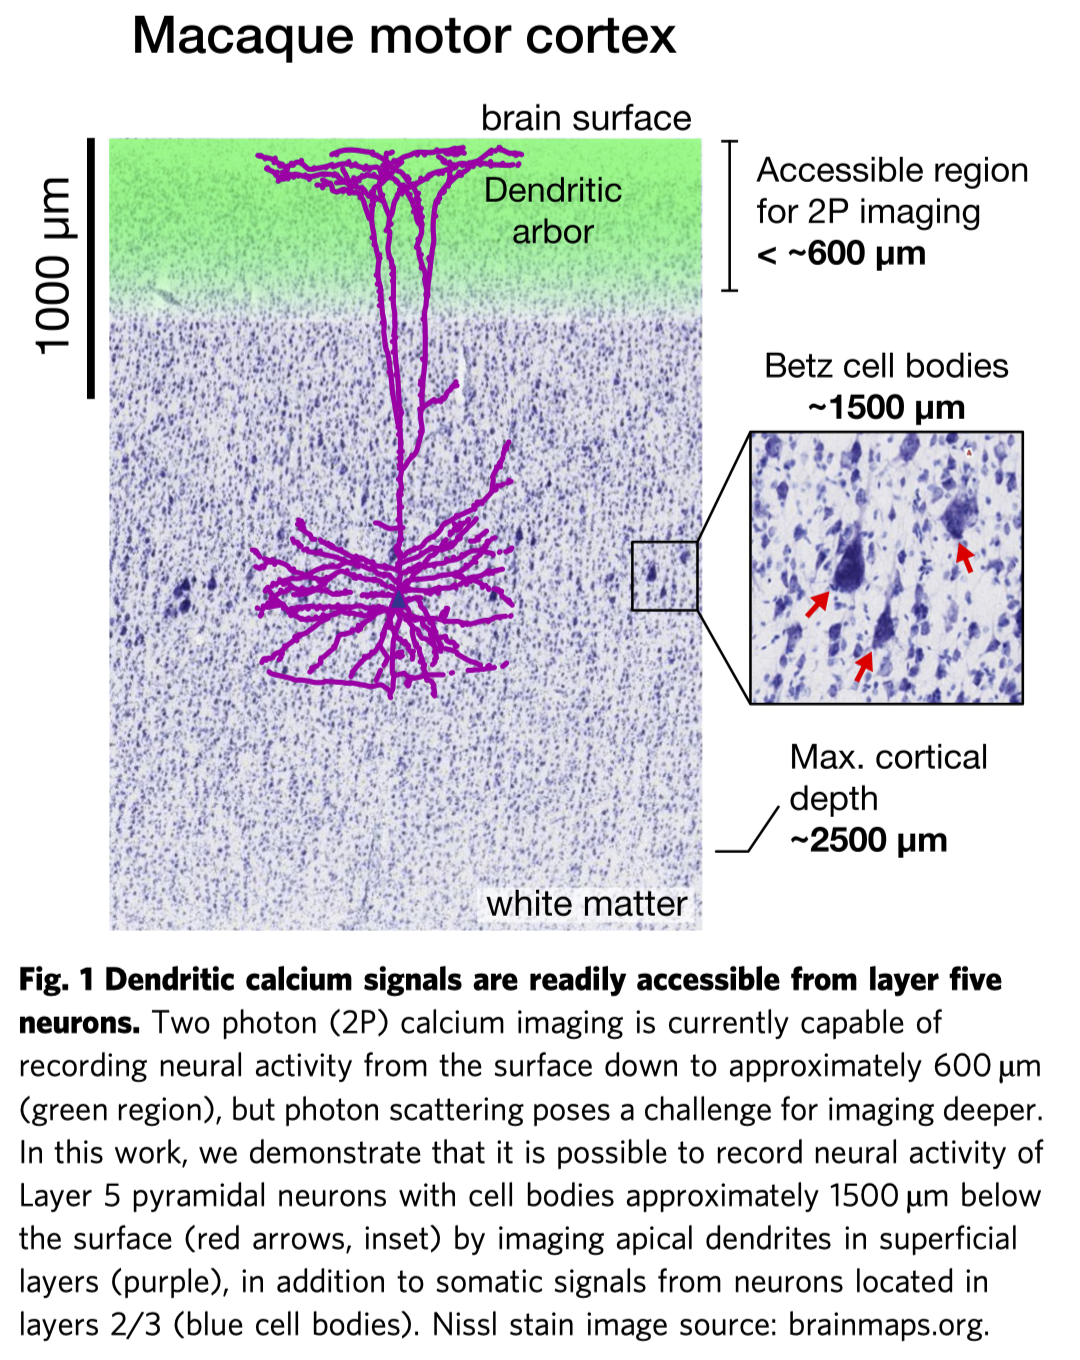 Macaque motor cortex
brain surface
1000 µm
Dendritic
arbor
Accessible region
for 2P imaging
< ~600 µm
Betz cell bodies
~1500 µm
A
Max. cortical
depth
~2500 µm
white matter
Fig. 1 Dendritic calcium signals are readily accessible from layer five
neurons. Two photon (2P) calcium imaging is currently capable of
recording neural activity from the surface down to approximately 600 µm
(green region), but photon scattering poses a challenge for imaging deeper.
In this work, we demonstrate that it is possible to record neural activity of
Layer 5 pyramidal neurons with cell bodies approximately 1500 µm below
the surface (red arrows, inset) by imaging apical dendrites in superficial
layers (purple), in addition to somatic signals from neurons located in
layers 2/3 (blue cell bodies). Nissl stain image source: brainmaps.org.